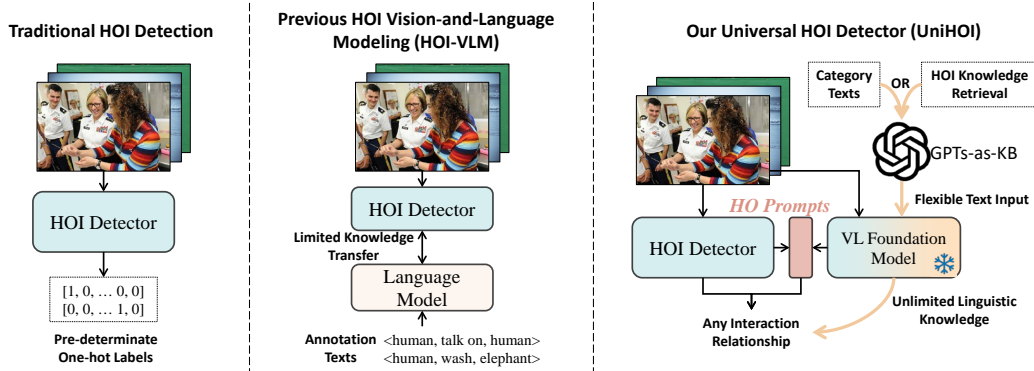 Traditional HOI Detection
HOI Detector
[1, 0, … 0, 0]
[0, 0, … 1, 0]
Pre-determinate
One-hot Labels
Previous HOI Vision-and-Language
Modeling (HOI-VLM)
HOI Detector
Limited Knowledge
Transfer
Language
Model
Annotation
Texts
<human, talk on, human>
<human, wash, elephant>
Our Universal HOI Detector (UniHOI)
Category
Texts
OR
HOI Knowledge
Retrieval
GPTs-as-KB
Flexible Text Input
HO Prompts
HOI Detector
VL Foundation
Model
Unlimited Linguistic
Knowledge
Any Interaction
Relationship